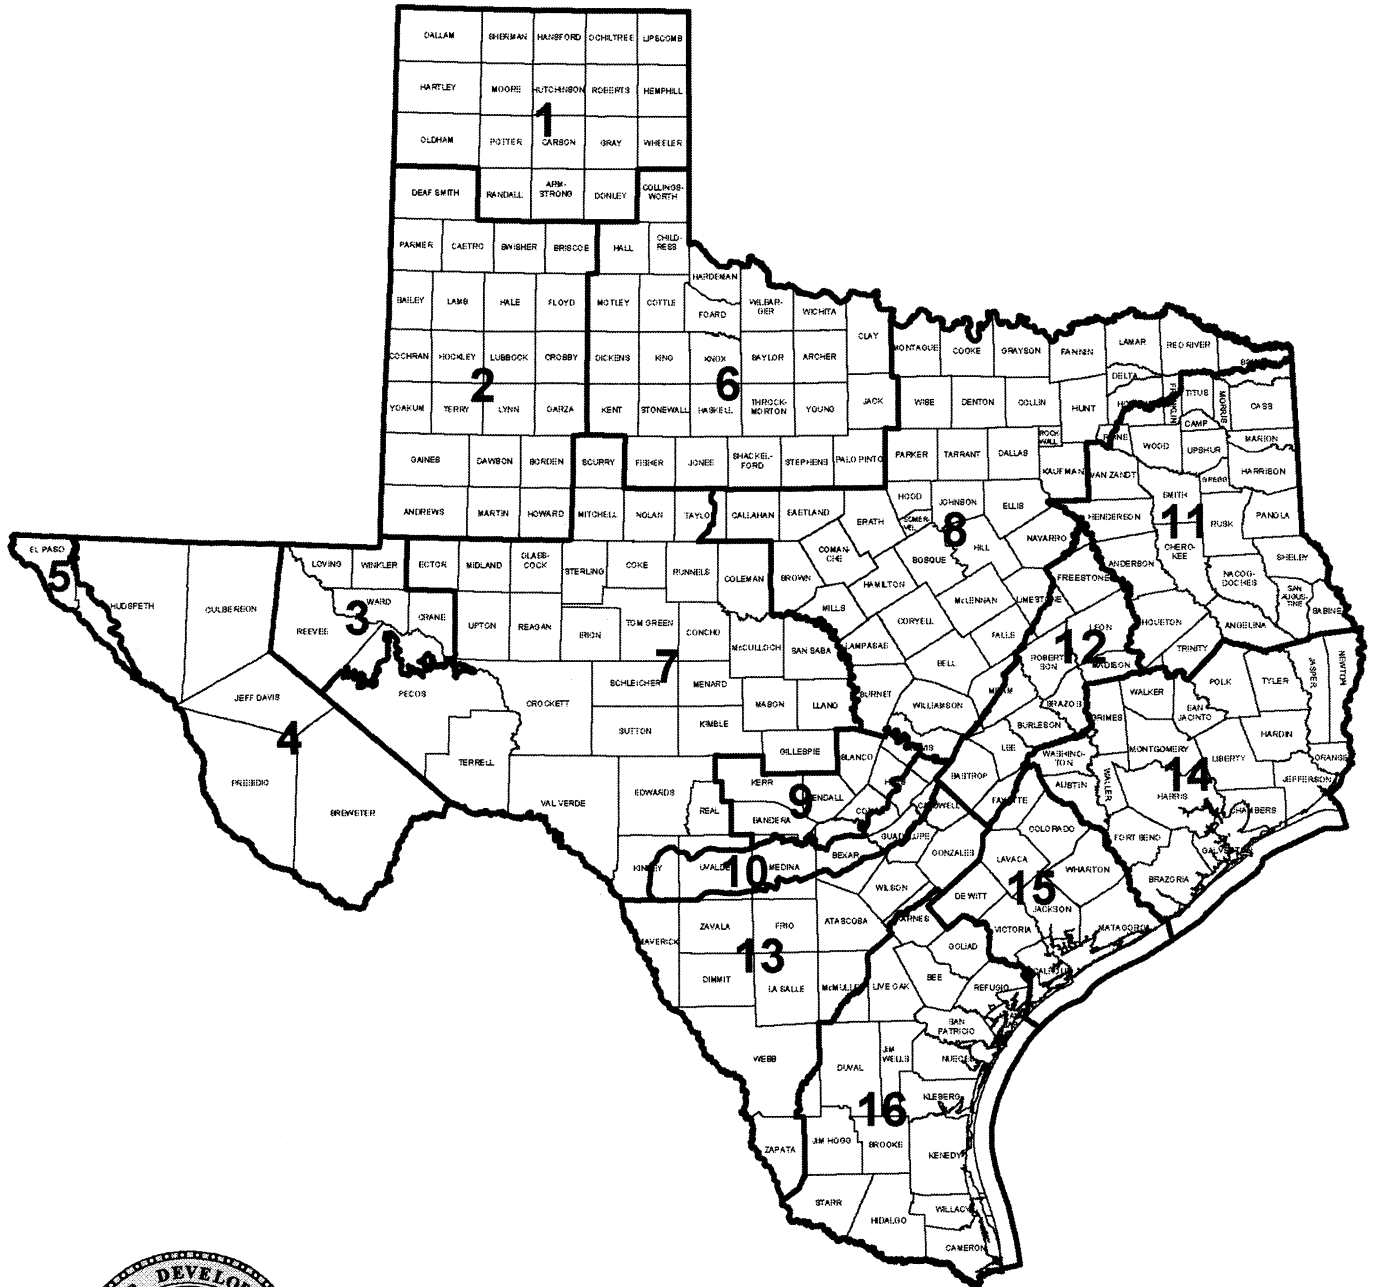 DALLAM SHERMAN HANSFORD OCHILTREE LIPSCOMB
HARTLEY MOORE HUTCHINSON ROBERTS HEMPHILL
1
OLDHAM POTTER CARSON GRAY WHEELER
DEAF SMITH RANDALL ARM-
STRONG DONLEY COLLINGS-
WORTH
PARMER CASTRO SWISHER BRISCOE HALL CHILD-
RESS
HARDEMAN
BAILEY LAMB HALE FLOYD MOTLEY COTTLE FOARD WILBAR-
GER WICHITA
CLAY
COCHRAN HOCKLEY LUBBOCK CROSBY DICKENS KING KNOX BAYLOR ARCHER MONTAGUE COOKE GRAYSON FANNIN LAMAR RED RIVER
2 6
DELTA
YOAKUM TERRY LYNN GARZA KENT STONEWALL HASKELL THROCK-
MORTON YOUNG JACK WISE DENTON COLLIN HUNT FRANKLIN TITUS MORRIS CASS
CAMP
GAINES DAWSON BORDEN SCURRY FISHER JONES SHACKEL-
FORD STEPHENS PALO PINTO PARKER TARRANT DALLAS ROCK
WALL WOOD UPSHUR MARION
KAUFMAN VAN ZANDT GREGG HARRISON
ANDREWS MARTIN HOWARD MITCHELL NOLAN TAYLO CALLAHAN EASTLAND ERATH HOOD JOHNSON ELLIS HENDERSON SMITH RUSK PANOLA
SOMER-
VEL
8 11
EL PASO
5
HUDSPETH CULBERSON LOVING WINKLER ECTOR MIDLAND GLASS-
COCK STERLING COKE RUNNELS COLEMAN BROWN COMAN-
CHE HAMILTON BOSQUE HILL NAVARRO FREESTONE ANDERSON CHERO-
KEE NACOG-
DOCHES SHELBY
SAN
AUGUS-
TINE SABINE
REEVES WARD CRANE UPTON REAGAN IRION TOM GREEN CONCHO McCULLOCH SAN SABA MILLS LAMPASAS CORYELL McLENNAN LIMESTONE FALLS LEON HOUSTON ANGELINA
3 12
TRINITY
7
JEFF DAVIS PECOS CROCKETT SCHLEICHER MENARD MASON LLANO BURNET BELL MILAM ROBERT
SON MADISON WALKER POLK TYLER JASPER NEWTON
4
PRESIDIO BREWSTER TERRELL SUTTON KIMBLE GILLESPIE BLANCO WILLIAMSON BURLESON BRAZOS GRIMES SAN
JACINTO HARDIN
VAL VERDE EDWARDS REAL KERR KENDALL BASTROP LEE WASHING-
TON MONTGOMERY LIBERTY ORANGE
JEFFERSON
9 14
BANDERA FAYETTE AUSTIN WALLER HARRIS CHAMBERS
UVALDE MEDINA BEXAR GUADALUPE GONZALES LAVACA COLORADO FORT BEND
10 15
WILSON DE WITT WHARTON BRAZORIA
JACKSON
MAVERICK ZAVALA FRIO ATASCOSA VICTORIA MATAGORDA
13
GOLIAD
DIMMIT LA SALLE McMULLE LIVE OAK BEE REFUGIO
SAN
PATRICIO
WEBB DUVAL JIM
WELLS NUECES
16
KLEBERG
ZAPATA JIM HOGG BROOKS KENEDY
STARR HIDALGO WILLACY
CAMERON
DEVELO